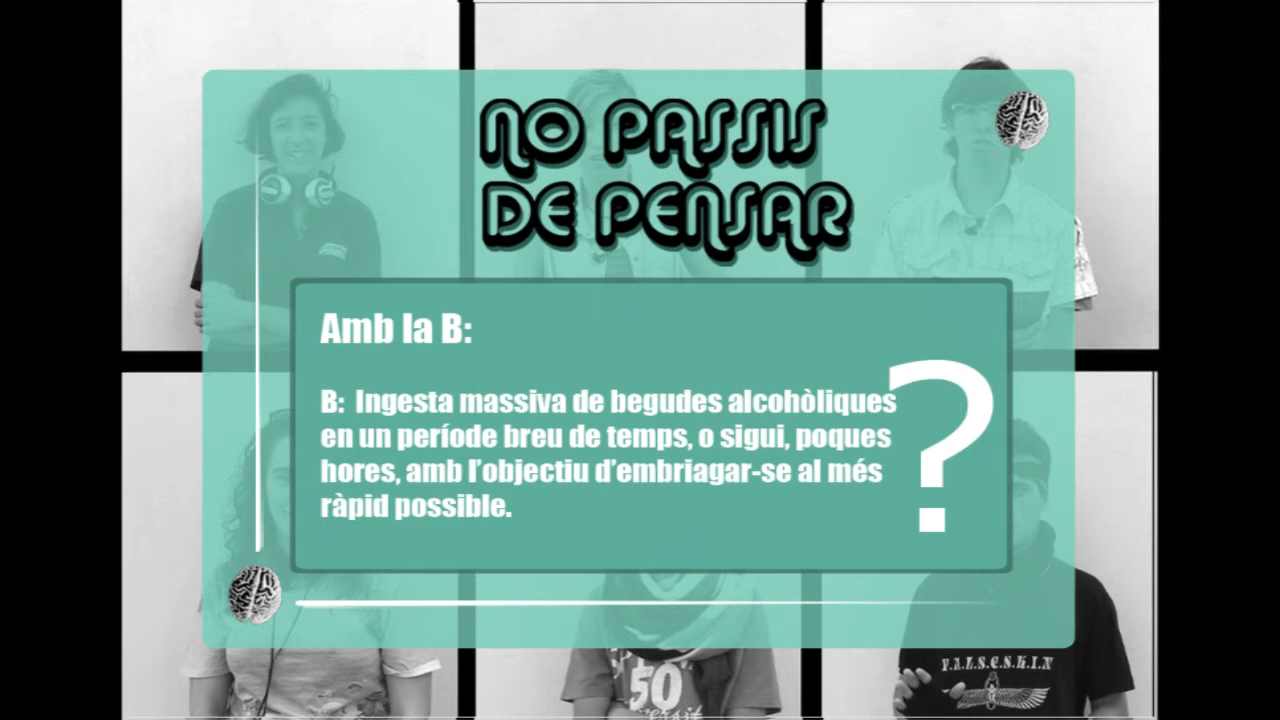 NO PASSIS
DE PENSAR
Amb la B:
B: Ingesta massiva de begudes alcohòliques
en un període breu de temps, o sigui, poques
hores, amb l'objectiu d'embriagar-se al més
ràpid possible.
?
F.A.L.S.C.S.K.I.N
50